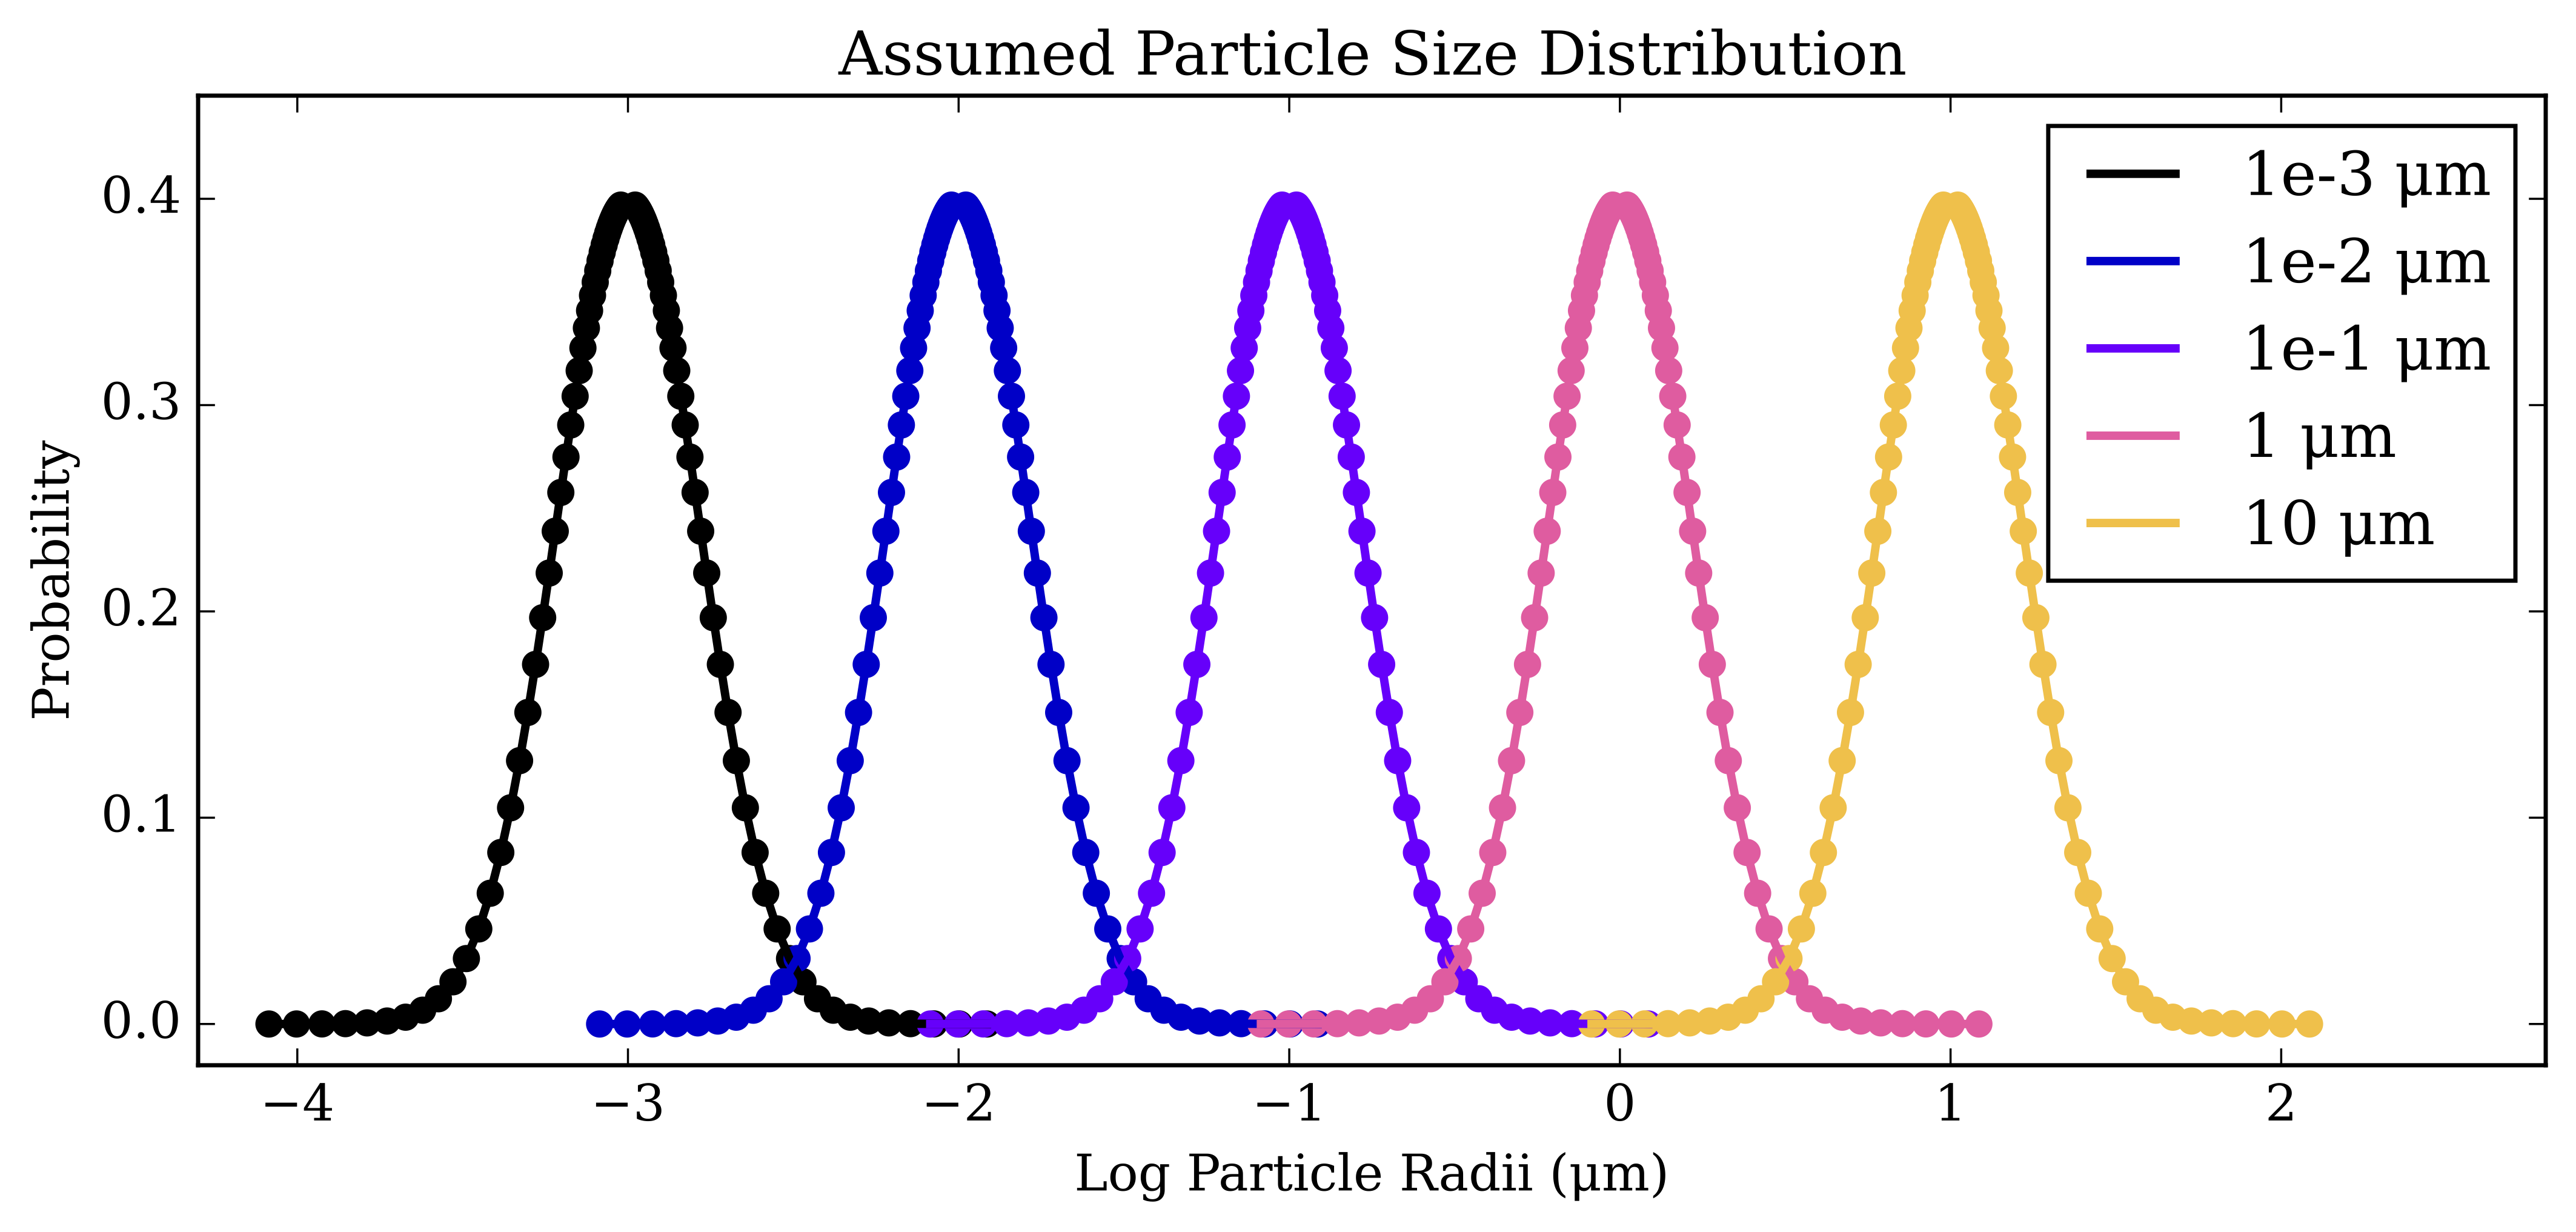 Assumed Particle Size Distribution
Probability
0.4
0.3
0.2
0.1
0.0
1e-3 μm
1e-2 μm
1e-1 μm
1 μm
10 μm
−4 −3 −2 −1 0 1 2
Log Particle Radii (μm)